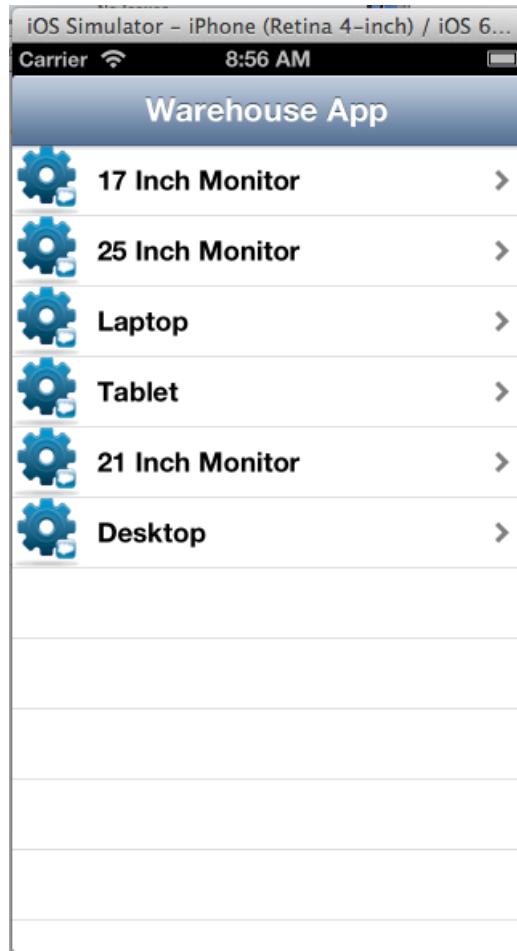 iOS Simulator – iPhone (Retina 4-inch) / iOS 6...
Carrier 8:56 AM
Warehouse App
17 Inch Monitor
25 Inch Monitor
Laptop
Tablet
21 Inch Monitor
Desktop